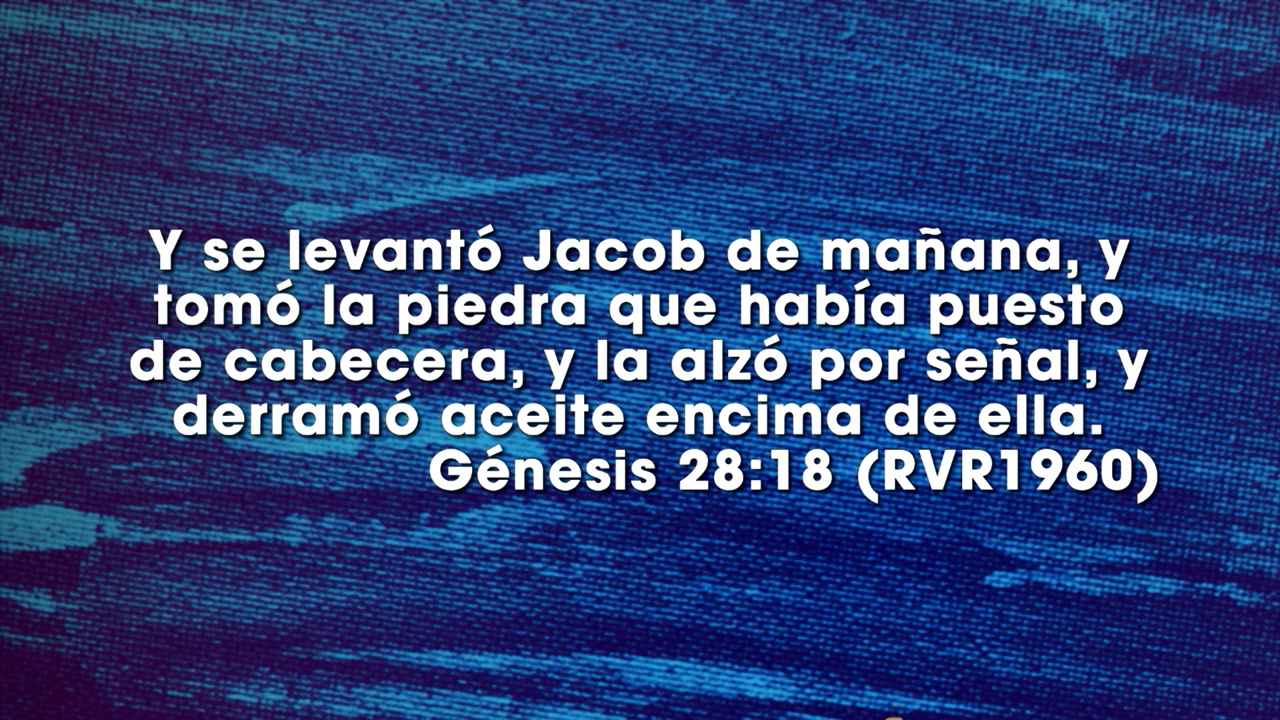 Y se levantó Jacob de mañana, y
tomó la piedra que había puesto
de cabecera, y la alzó por señal, y
derramó aceite encima de ella.
Génesis 28:18 (RVR1960)